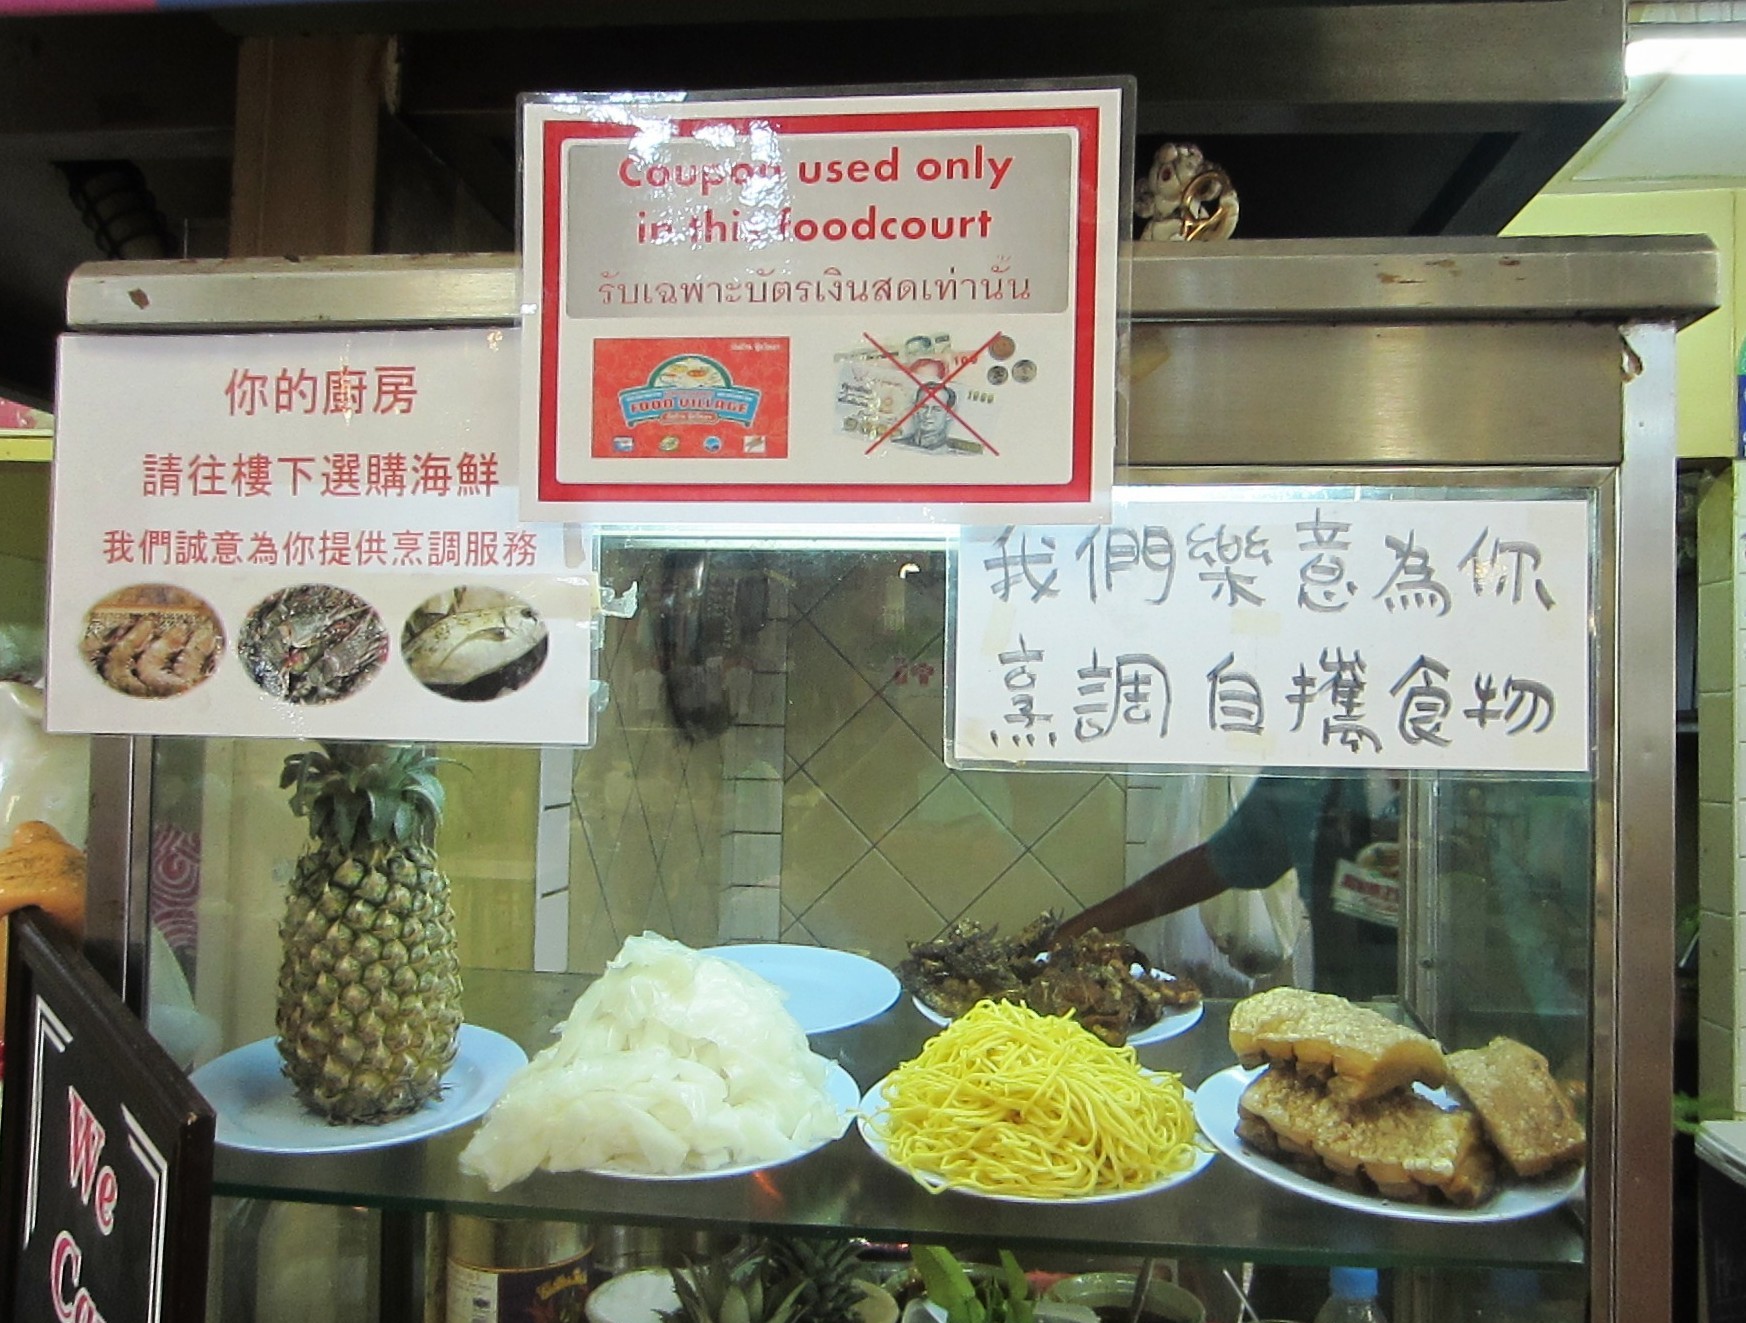 Coupon used only
in this foodcourt
รับเฉพาะบัตรเงินสดเท่านั้น
FOOD VILLAGE
100
1000
你的廚房
請往樓下選購海鮮
我們誠意為你提供烹調服務
我們樂意為你
烹調自攜食物
We